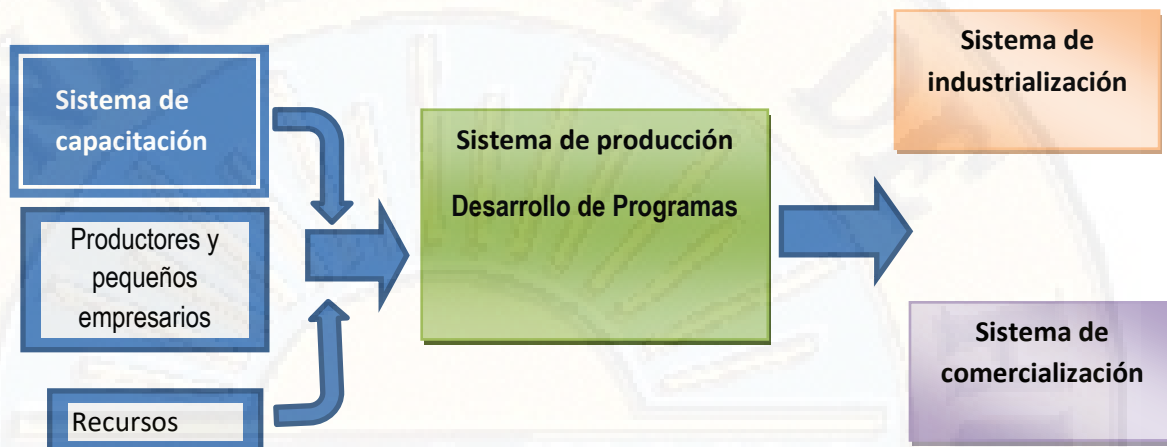 Sistema de
capacitación
Productores y
pequeños
empresarios
Recursos
Sistema de producción
Desarrollo de Programas
Sistema de
industrialización
Sistema de
comercialización